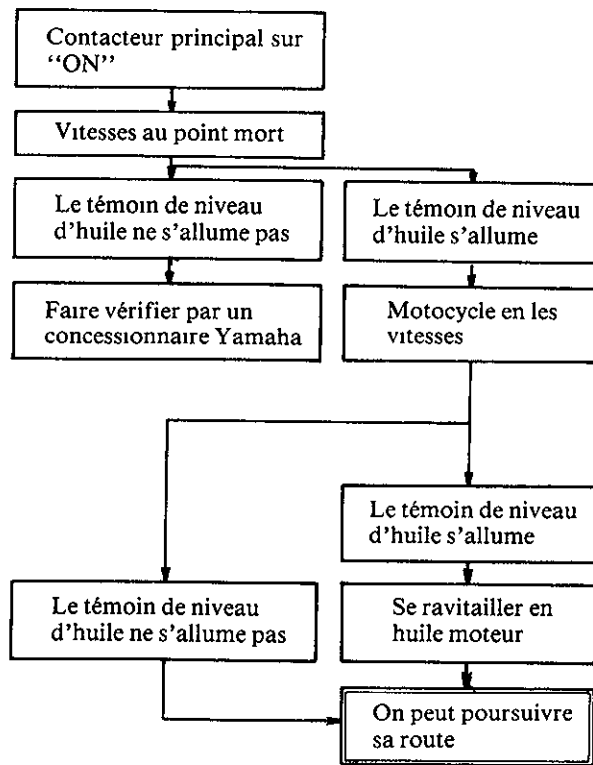 Contacteur principal sur
“ON”
Vitesses au point mort
Le témoin de niveau
d’huile ne s’allume pas
Le témoin de niveau
d’huile s’allume
Faire vérifier par un
concessionnaire Yamaha
Motocycle en les
vitesses
Le témoin de niveau
d’huile s’allume
Le témoin de niveau
d’huile ne s’allume pas
Se ravitailler en
huile moteur
On peut poursuivre
sa route